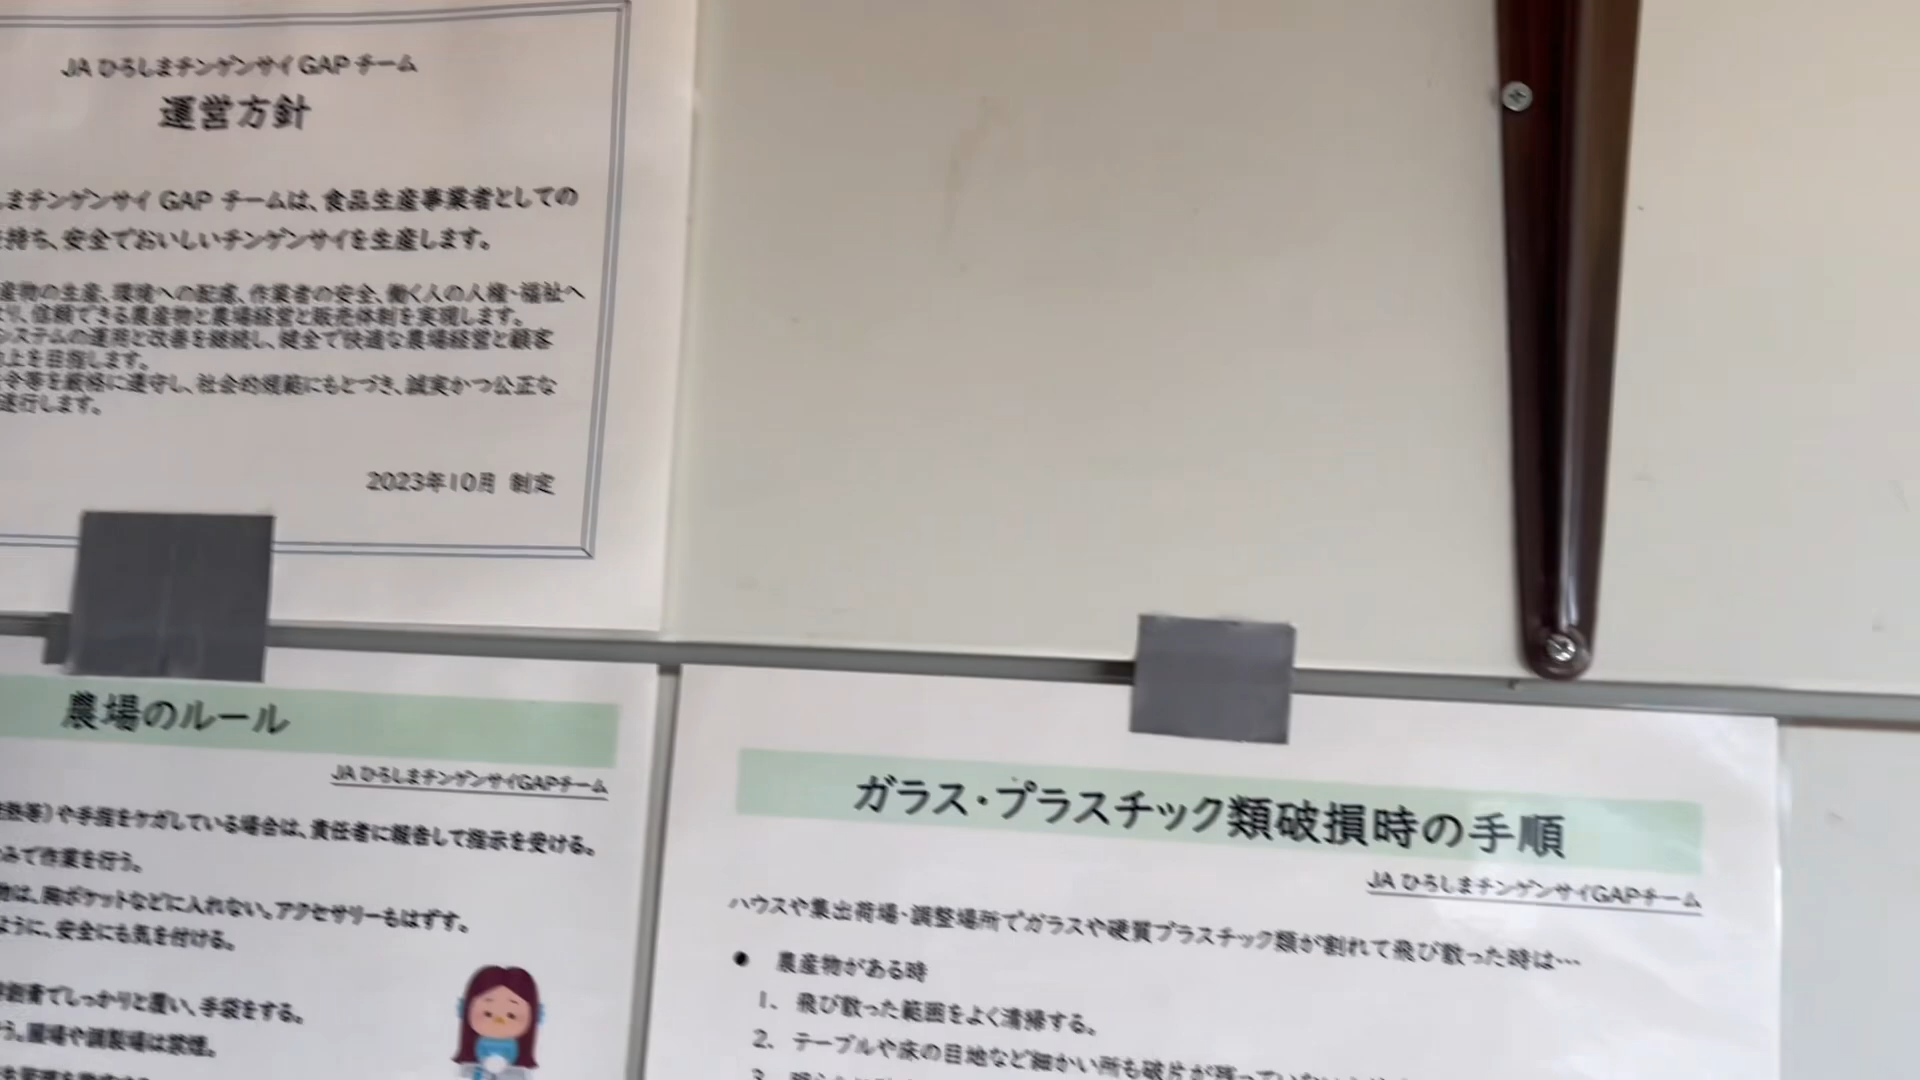 JA ひろしまチンゲンサイ GAP チーム
運営方針
まチンゲンサイ GAP チームは、食品生産事業者としての
持ち、安全でおいしいチンゲンサイを生産します。
産物の生産、環境への配慮、作業者の安全、働く人の人権・福祉へ
り、信頼できる農産物と農場経営と販売体制を実現します。
システムの運用と改善を継続し、健全で快適な農場経営と顧客
上を目指します。
令等を厳格に遵守し、社会的規範にもとづき、誠実かつ公正な
遂行します。
2023年10月 制定
農場のルール
JA ひろしまチンゲンサイGAPチーム
熱等)や手指をケガしている場合は、責任者に報告して指示を受ける。
みで作業を行う。
物は、胸ポケットなどに入れない。アクセサリーもはずす。
ように、安全にも気を付ける。
創膏でしっかりと覆い、手袋をする。
う。圃場や調製場は禁煙。
ガラス・プラスチック類破損時の手順
JA ひろしまチンゲンサイGAPチーム
ハウスや集出荷場・調整場所でガラスや硬質プラスチック類が割れて飛び散った時は…
● 農産物がある時
1. 飛び散った範囲をよく清掃する。
2. テーブルや床の目地など細かい所も破片が残っていないか
3.